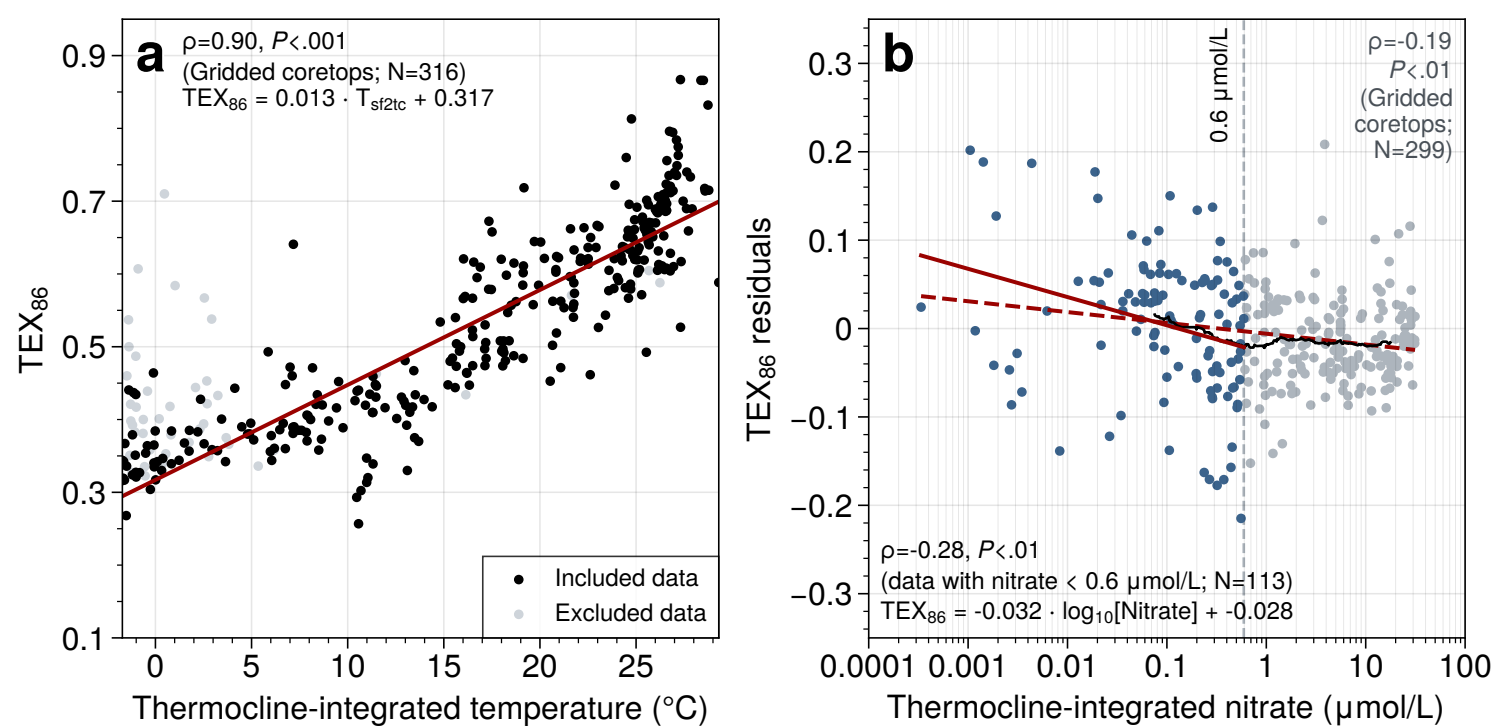 a
ρ=0.90, P<.001
(Gridded coretops; N=316)
TEX86 = 0.013 · Tsf2tc + 0.317
0.9
0.7
0.5
0.3
0.1
TEX86
Included data
Excluded data
0
5
10
15
20
25
Thermocline-integrated temperature (°C)
b
0.6 μmol/L
ρ=-0.19
P<.01
(Gridded
coretops;
N=299)
0.3
0.2
0.1
0
−0.1
−0.2
−0.3
TEX86 residuals
ρ=-0.28, P<.01
(data with nitrate < 0.6 μmol/L; N=113)
TEX86 = -0.032 · log10[Nitrate] + -0.028
0.0001
0.001
0.01
0.1
1
10
100
Thermocline-integrated nitrate (μmol/L)